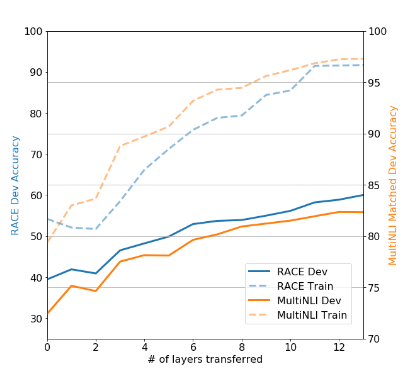 100
90
80
70
60
50
40
30
RACE Dev Accuracy
100
95
90
85
80
75
70
MultiNLI Matched Dev Accuracy
RACE Dev
RACE Train
MultiNLI Dev
MultiNLI Train
0 2 4 6 8 10 12
# of layers transferred